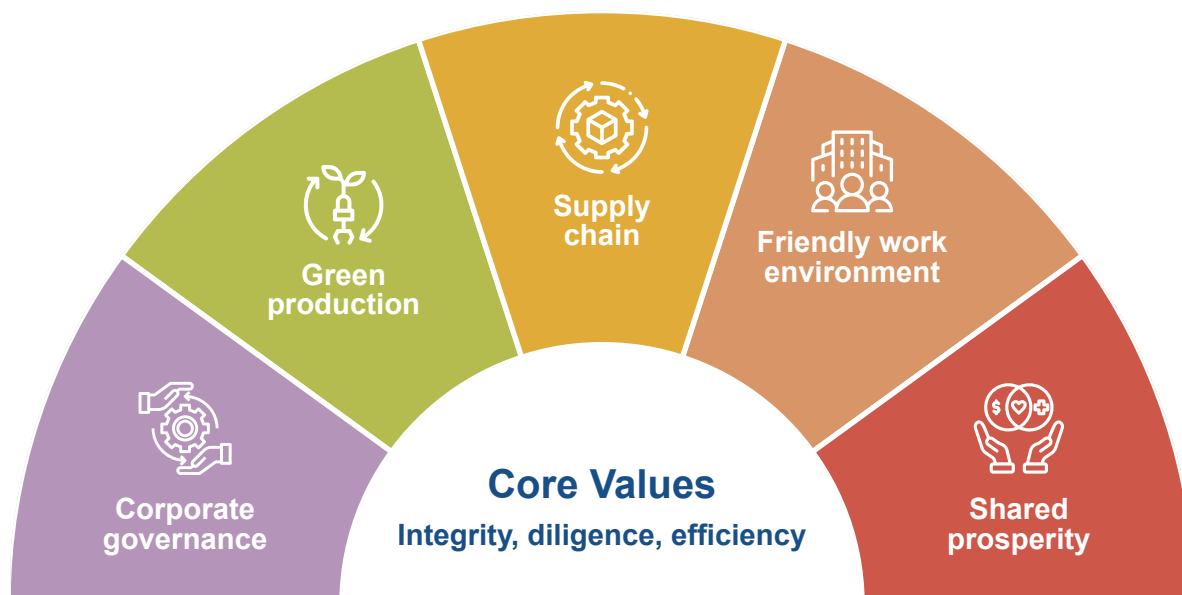 Supply
chain
Friendly work
environment
Green
production
Corporate
governance
Shared
prosperity
Core Values
Integrity, diligence, efficiency
$